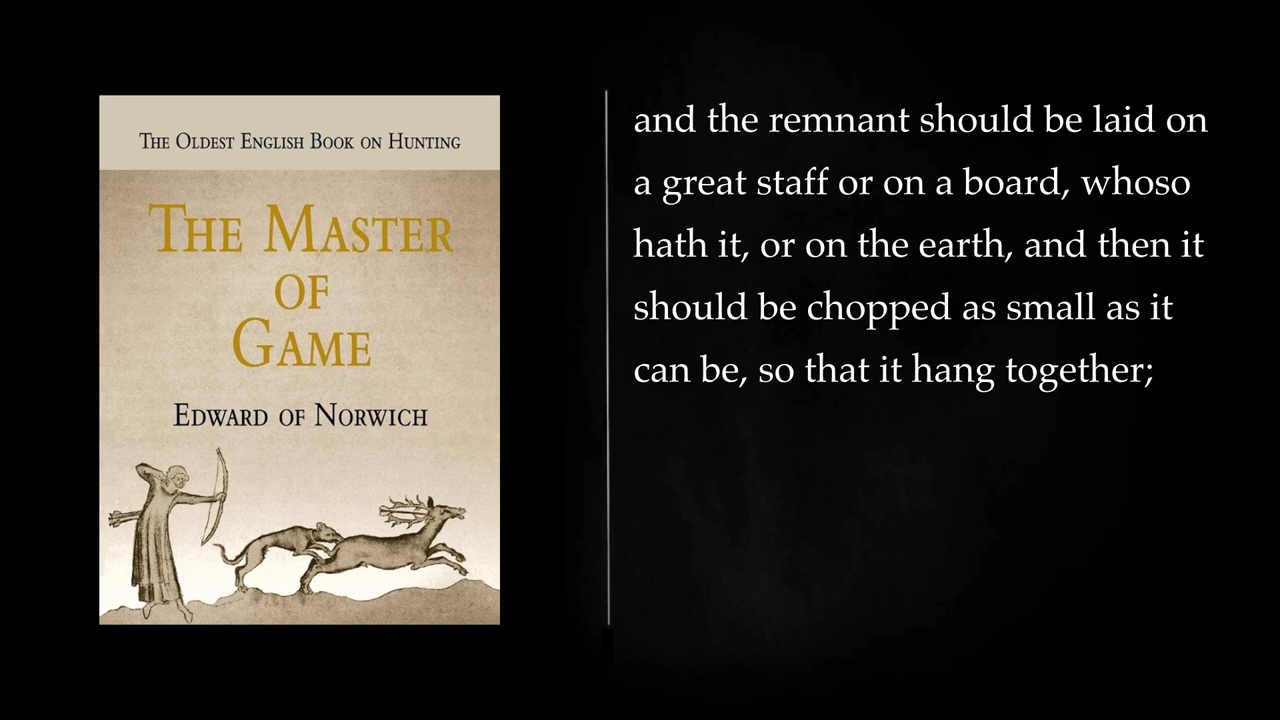 The Oldest English Book on Hunting
The Master
of
Game
Edward of Norwich
and the remnant should be laid on
a great staff or on a board, whoso
hath it, or on the earth, and then it
should be chopped as small as it
can be, so that it hang together;